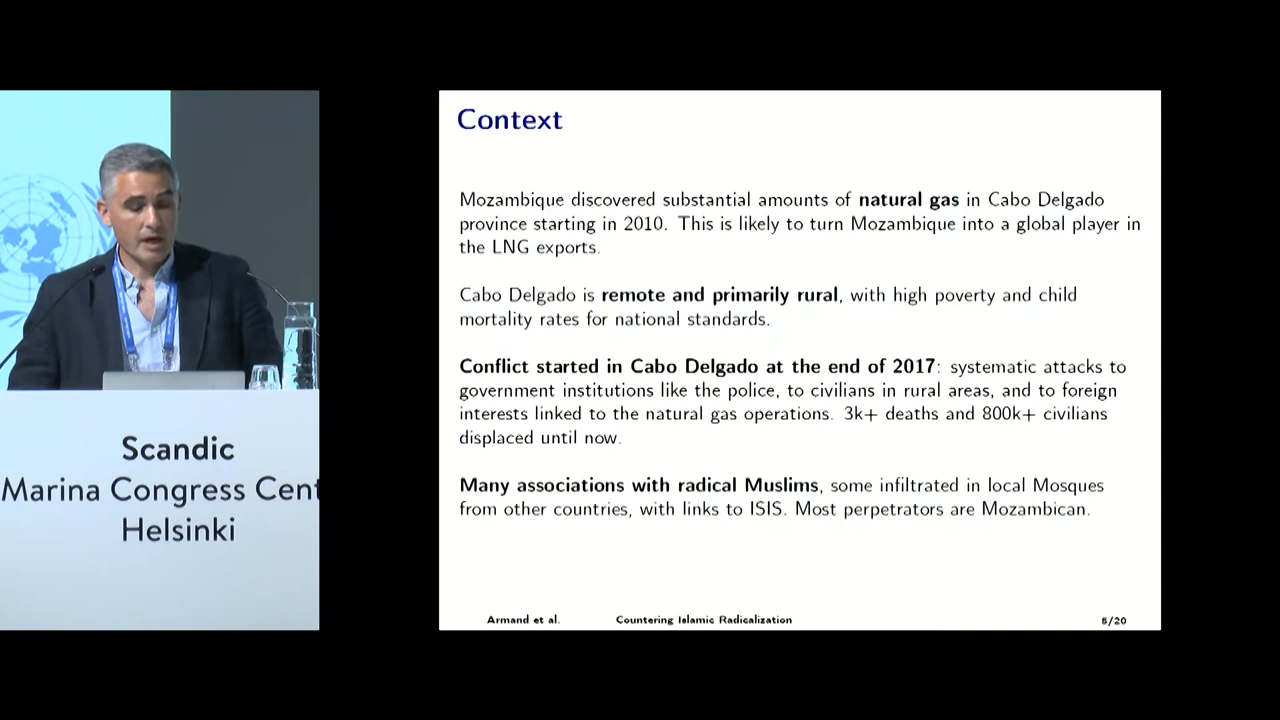 Scandic
Marina Congress Cent
Helsinki
Context
Mozambique discovered substantial amounts of natural gas in Cabo Delgado
province starting in 2010. This is likely to turn Mozambique into a global player in
the LNG exports.
Cabo Delgado is remote and primarily rural, with high poverty and child
mortality rates for national standards.
Conflict started in Cabo Delgado at the end of 2017: systematic attacks to
government institutions like the police, to civilians in rural areas, and to foreign
interests linked to the natural gas operations. 3k+ deaths and 800k+ civilians
displaced until now.
Many associations with radical Muslims, some infiltrated in local Mosques
from other countries, with links to ISIS. Most perpetrators are Mozambican.
Armand et al. Countering Islamic Radicalization 5/20